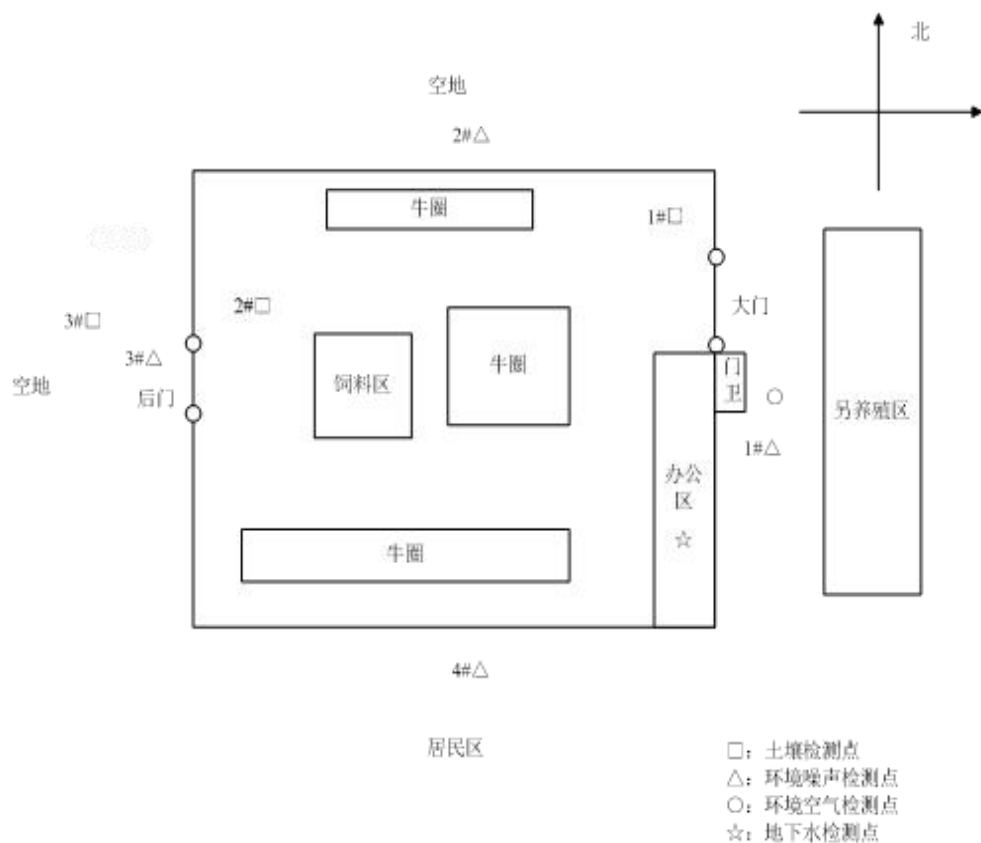 北
空地
2#△
牛圈
1#□
大门
2#□
3#□
3#△
空地
后门
饲料区
牛圈
门
卫
○
另养殖区
1#△
办公
区
☆
牛圈
4#△
居民区
□：土壤检测点
△：环境噪声检测点
○：环境空气检测点
☆：地下水检测点